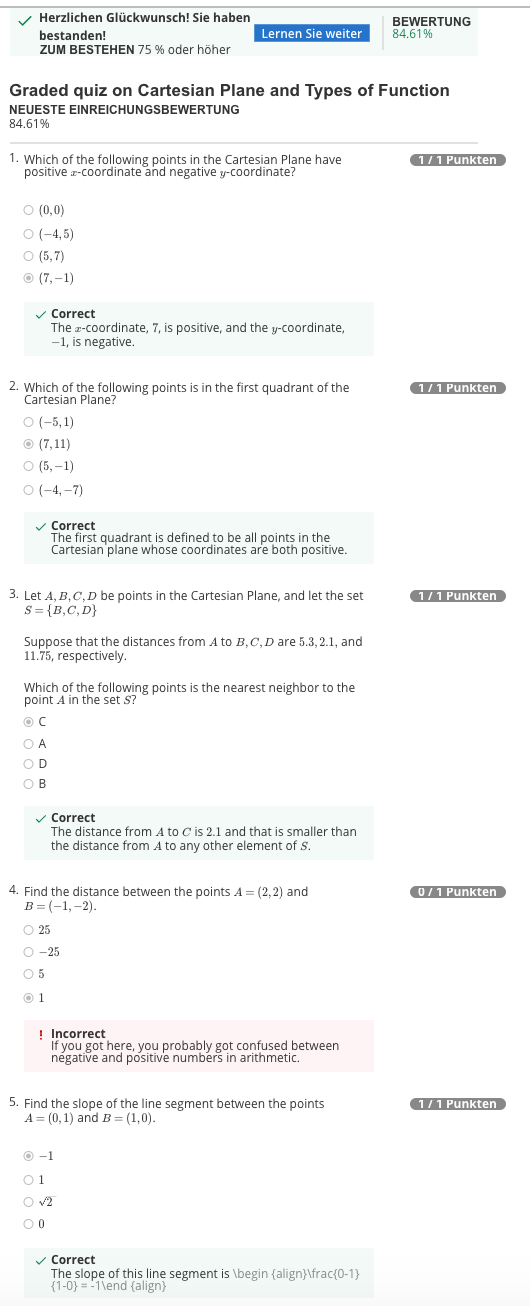 Herzlichen Glückwunsch! Sie haben
bestanden!
ZUM BESTEHEN 75 % oder höher
Lernen Sie weiter
BEWERTUNG
84.61%
Graded quiz on Cartesian Plane and Types of Function
NEUESTE EINREICHUNGSBEWERTUNG
84.61%
1. Which of the following points in the Cartesian Plane have
positive x-coordinate and negative y-coordinate?
1 / 1 Punkten
(0,0)
(−4,5)
(5,7)
(7,−1)
Correct
The x-coordinate, 7, is positive, and the y-coordinate,
−1, is negative.
2. Which of the following points is in the first quadrant of the
Cartesian Plane?
1 / 1 Punkten
(−5,1)
(7,11)
(5,−1)
(−4,−7)
Correct
The first quadrant is defined to be all points in the
Cartesian plane whose coordinates are both positive.
3. Let A, B, C, D be points in the Cartesian Plane, and let the set
S = {B, C, D}
1 / 1 Punkten
Suppose that the distances from A to B, C, D are 5.3, 2.1, and
11.75, respectively.
Which of the following points is the nearest neighbor to the
point A in the set S?
C
A
D
B
Correct
The distance from A to C is 2.1 and that is smaller than
the distance from A to any other element of S.
4. Find the distance between the points A = (2,2) and
B = (−1,−2).
0 / 1 Punkten
25
−25
5
1
! Incorrect
If you got here, you probably got confused between
negative and positive numbers in arithmetic.
5. Find the slope of the line segment between the points
A = (0,1) and B = (1,0).
1 / 1 Punkten
−1
1
√2
0
Correct
The slope of this line segment is \begin {align}\frac{0-1}
{1-0} = -1\end {align}